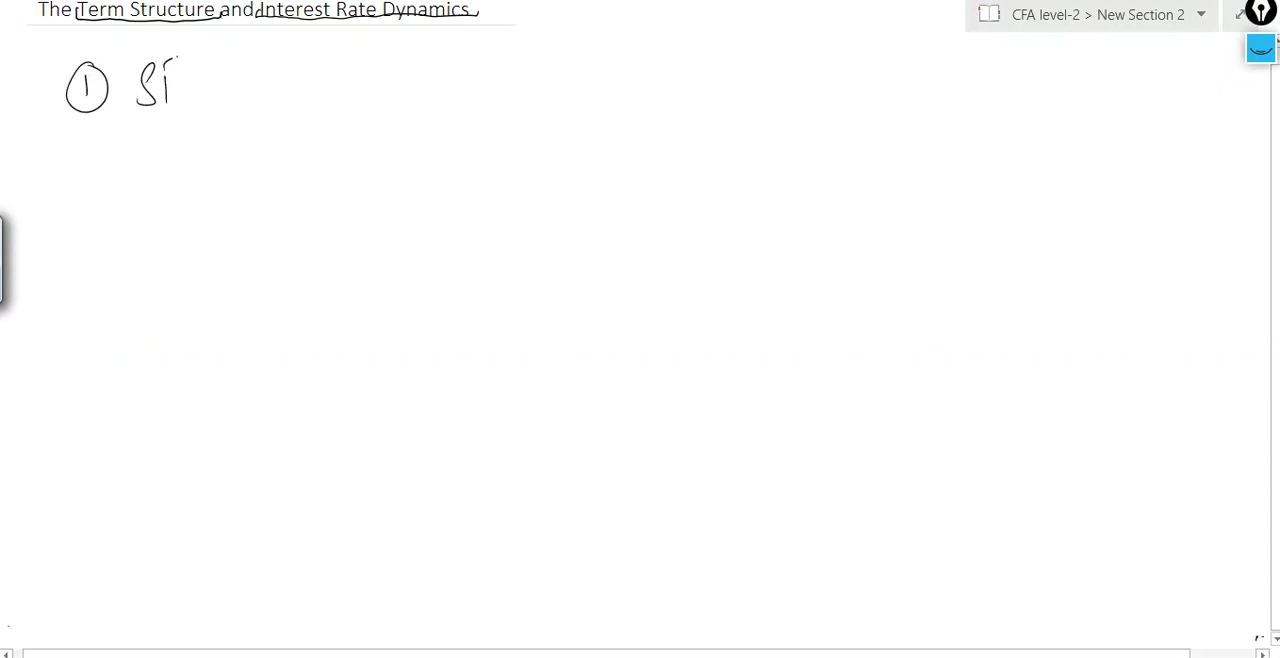 The Term Structure and Interest Rate Dynamics
CFA level-2 > New Section 2
①